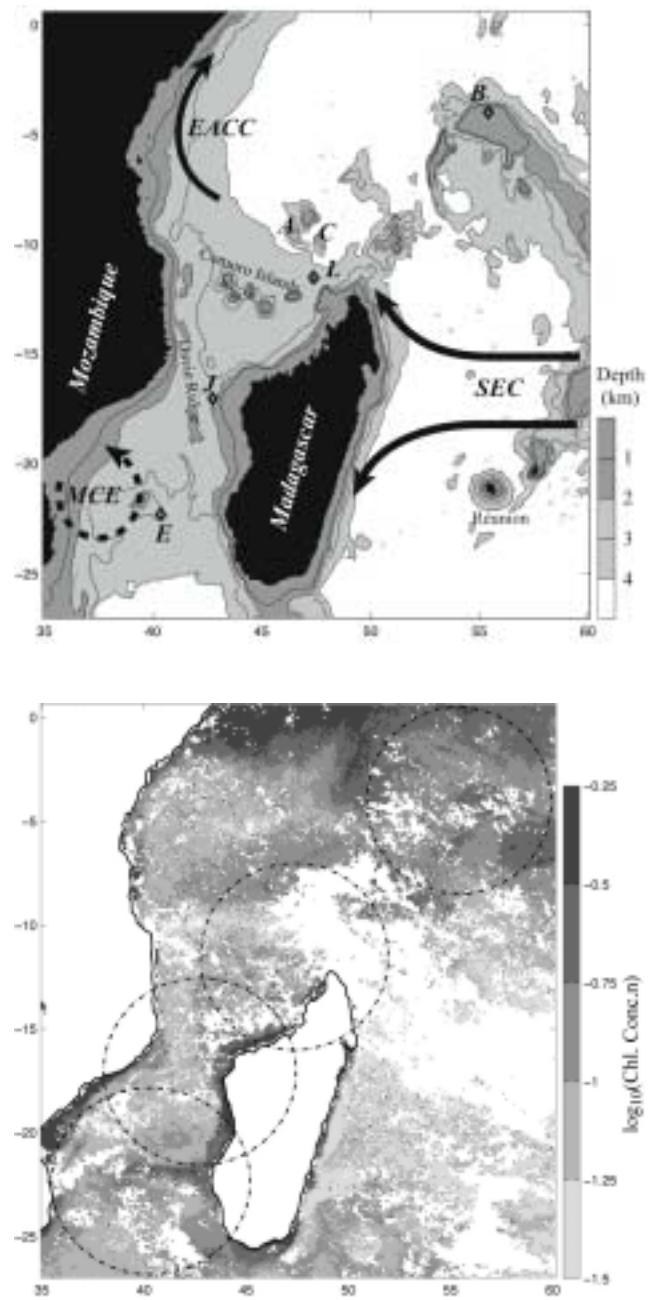 0
B
EACC
−5
A
C
−10
Comoro Islands
L
Mozambique
−15
J
Davie Ridge
SEC
Depth
(km)
Madagascar
1
−20
MCE
2
E
Réunion
3
4
−25
35 40 45 50 55 60
0
−0.25
−5
−0.5
−10
−0.75
−15
−1
−20
−1.25
−25
−1.5
log10(Chl. Conc.n)
35 40 45 50 55 60